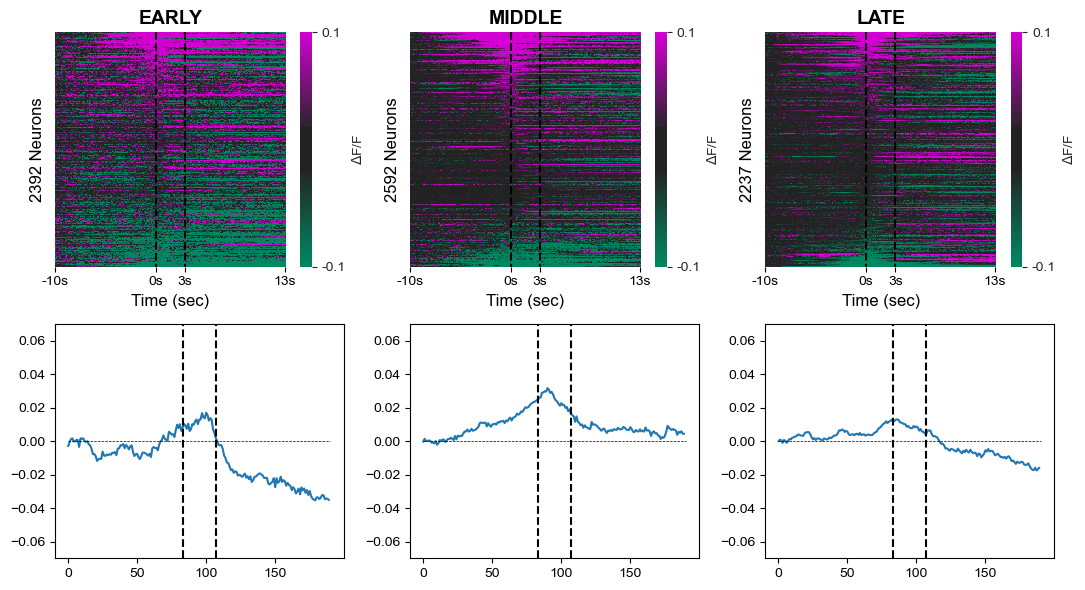 EARLY
MIDDLE
LATE
2392 Neurons
-10s 0s 3s 13s
Time (sec)
0.1
-0.1
ΔF/F
2592 Neurons
-10s 0s 3s 13s
Time (sec)
0.1
-0.1
ΔF/F
2237 Neurons
-10s 0s 3s 13s
Time (sec)
0.1
-0.1
ΔF/F
0.06
0.04
0.02
0.00
−0.02
−0.04
−0.06
0 50 100 150
0.06
0.04
0.02
0.00
−0.02
−0.04
−0.06
0 50 100 150
0.06
0.04
0.02
0.00
−0.02
−0.04
−0.06
0 50 100 150